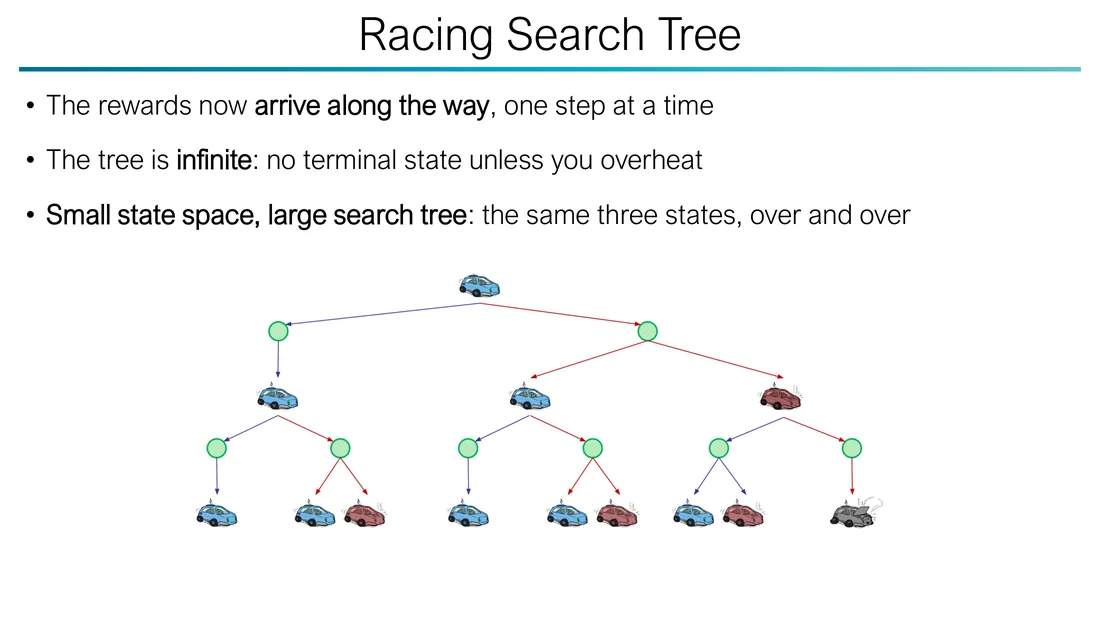 Racing Search Tree
• The rewards now arrive along the way, one step at a time
• The tree is infinite: no terminal state unless you overheat
• Small state space, large search tree: the same three states, over and over